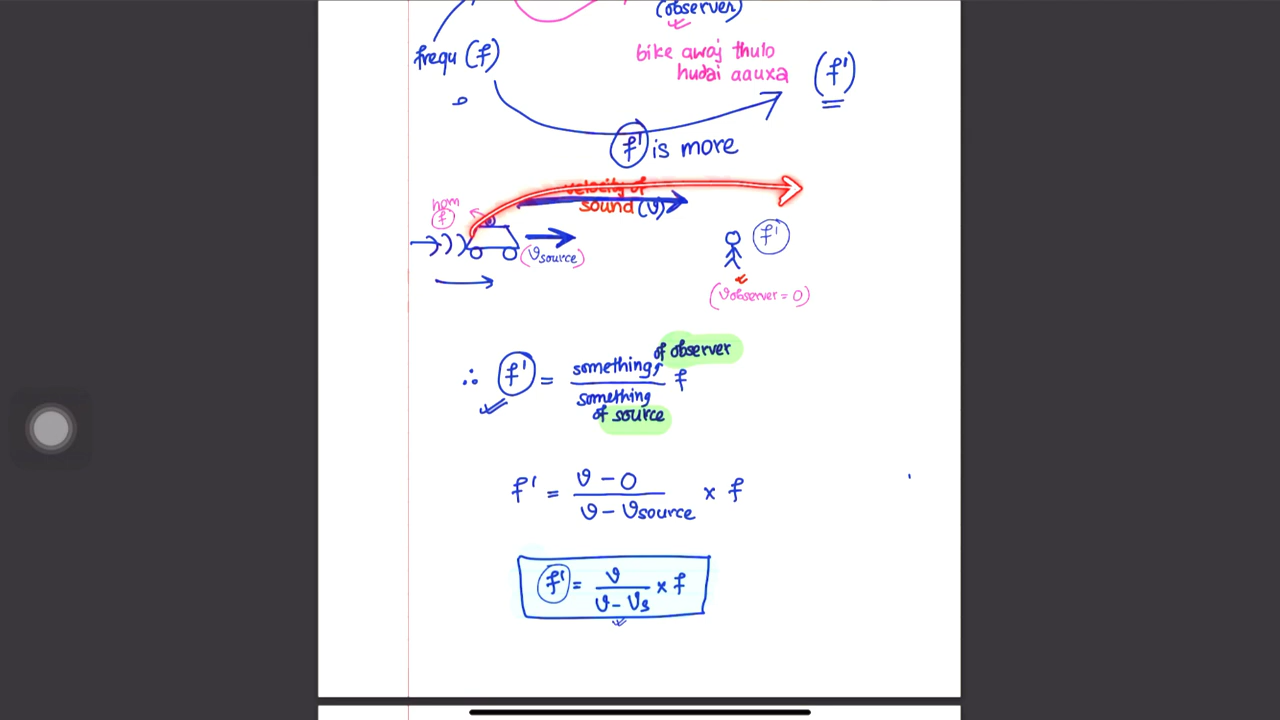 (observer)
frequ (f)
bike awaj thulo
hudai aauxa
(f')
f' is more
velocity of
sound (v)
horn
f
(vsource)
f'
(vobserver = 0)
∴ f' = something of observer / something of source f
f' = v - 0 / v - vsource × f
f' = v / v - Vs × f